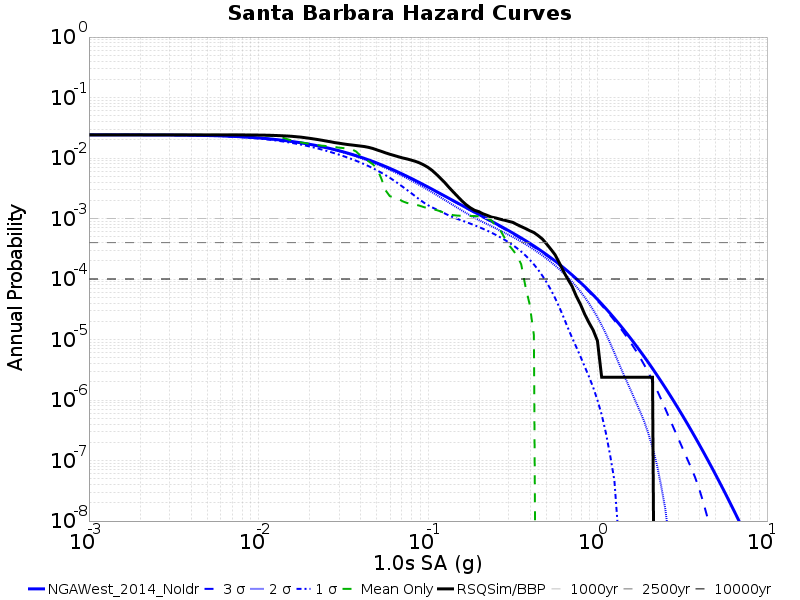 Santa Barbara Hazard Curves
Annual Probability
10^0
10^-1
10^-2
10^-3
10^-4
10^-5
10^-6
10^-7
10^-8
10^-3 10^-2 10^-1 10^0 10^1
1.0s SA (g)
NGAWest_2014_NoIdr 3 σ 2 σ 1 σ Mean Only RSQSim/BBP 1000yr 2500yr 10000yr